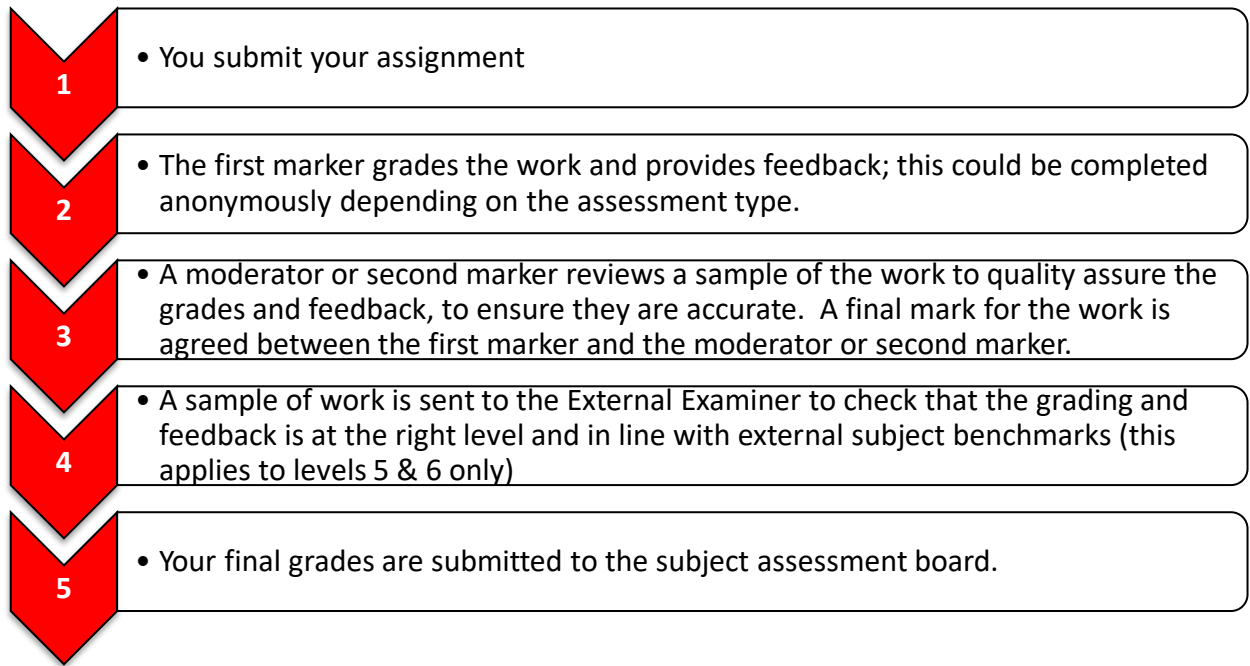 1
• You submit your assignment
2
• The first marker grades the work and provides feedback; this could be completed
anonymously depending on the assessment type.
3
• A moderator or second marker reviews a sample of the work to quality assure the
grades and feedback, to ensure they are accurate.  A final mark for the work is
agreed between the first marker and the moderator or second marker.
4
• A sample of work is sent to the External Examiner to check that the grading and
feedback is at the right level and in line with external subject benchmarks (this
applies to levels 5 & 6 only)
5
• Your final grades are submitted to the subject assessment board.